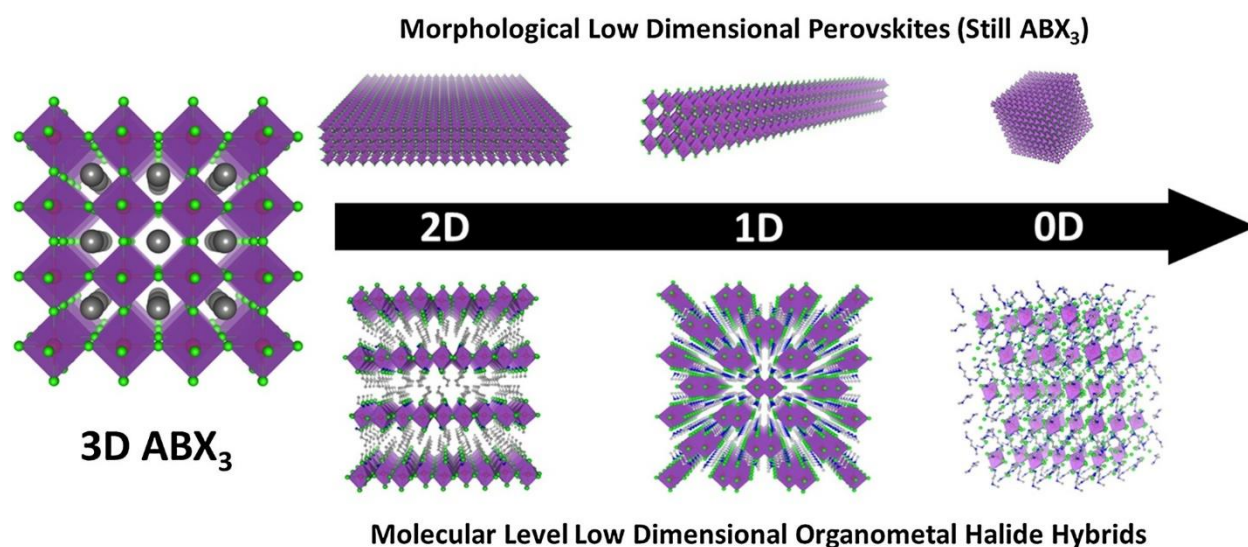 Morphological Low Dimensional Perovskites (Still ABX₃)
2D 1D 0D
3D ABX₃
Molecular Level Low Dimensional Organometal Halide Hybrids